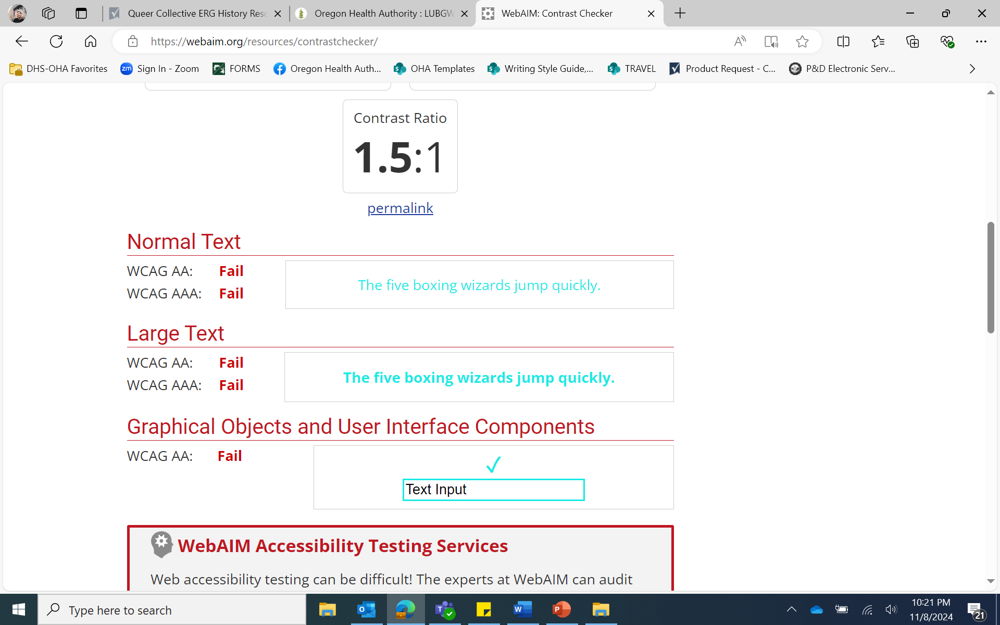 Queer Collective ERG History Reso
Oregon Health Authority : LUBGW
WebAIM: Contrast Checker
https://webaim.org/resources/contrastchecker/
DHS-OHA Favorites
Sign In - Zoom
FORMS
Oregon Health Auth...
OHA Templates
Writing Style Guide,...
TRAVEL
Product Request - C...
P&D Electronic Serv...
Contrast Ratio
1.5:1
permalink
Normal Text
WCAG AA: Fail
WCAG AAA: Fail
The five boxing wizards jump quickly.
Large Text
WCAG AA: Fail
WCAG AAA: Fail
The five boxing wizards jump quickly.
Graphical Objects and User Interface Components
WCAG AA: Fail
Text Input
WebAIM Accessibility Testing Services
Web accessibility testing can be difficult! The experts at WebAIM can audit
Type here to search
10:21 PM
11/8/2024
21